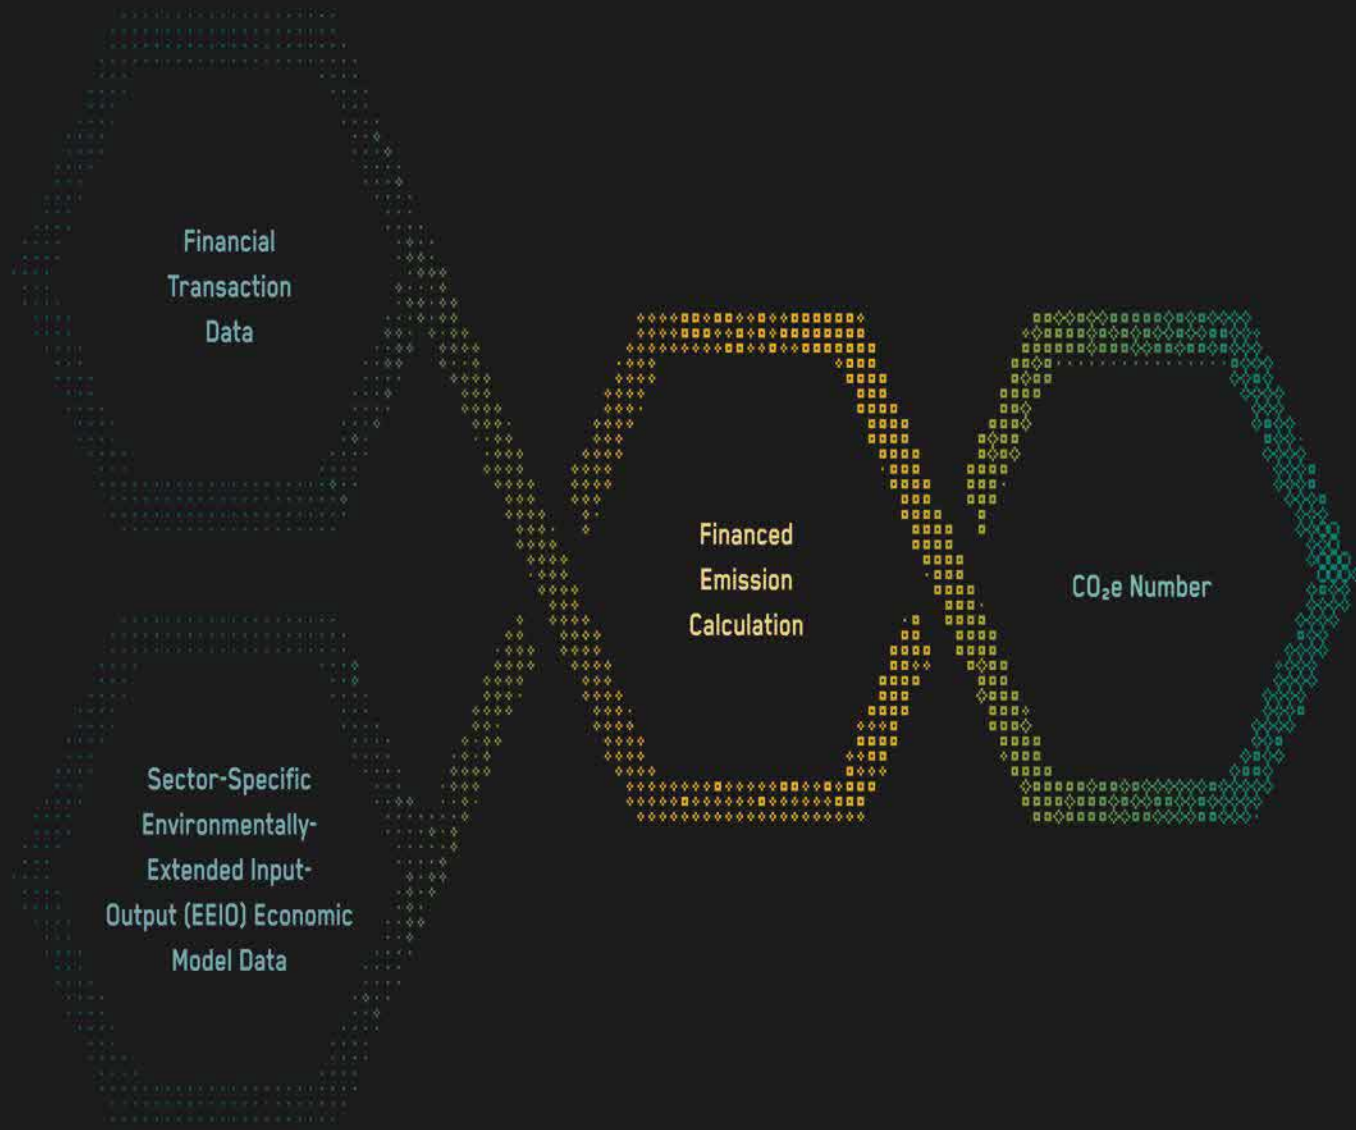 Financial
Transaction
Data
Sector-Specific
Environmentally-
Extended Input-
Output (EEIO) Economic
Model Data
Financed
Emission
Calculation
CO₂e Number